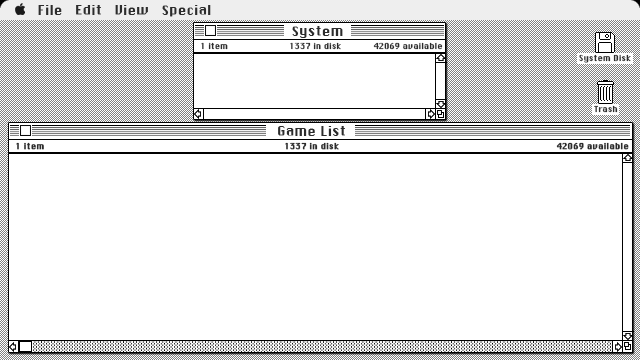 File Edit View Special
System
1 item 1337 in disk 42069 available
System Disk
Trash
Game List
1 item 1337 in disk 42069 available